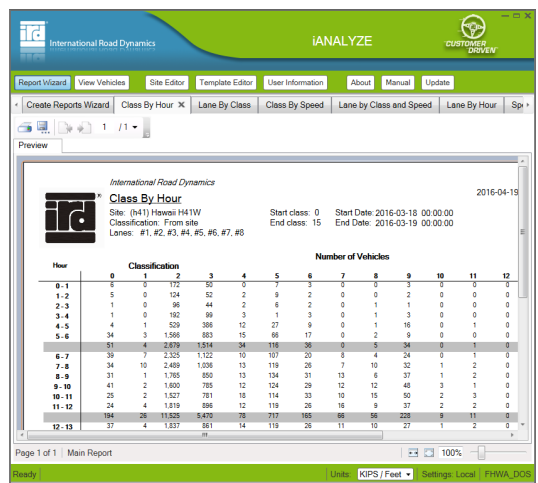 ird
International Road Dynamics
iANALYZE
CUSTOMER
DRIVEN
Report Wizard View Vehicles Site Editor Template Editor User Information About Manual Update
Create Reports Wizard Class By Hour Lane By Class Class By Speed Lane by Class and Speed Lane By Hour Sp
1 / 1
Preview
International Road Dynamics
2016-04-19
ird
Class By Hour
Site: (h41) Hawaii H41W Start class: 0 Start Date: 2016-03-18 00:00:00
Classification: From site End class: 15 End Date: 2016-03-19 00:00:00
Lanes: #1, #2, #3, #4, #5, #6, #7, #8
Number of Vehicles
Hour Classification
0 1 2 3 4 5 6 7 8 9 10 11 12
0 - 1 6 0 172 50 0 7 3 0 0 3 0 0 0
1 - 2 5 0 124 52 2 9 2 0 0 2 0 0 0
2 - 3 1 0 96 44 2 6 2 0 1 1 0 0 0
3 - 4 1 0 192 99 3 1 3 0 1 3 0 0 0
4 - 5 4 1 529 386 12 27 9 0 1 16 0 1 0
5 - 6 34 3 1,566 883 15 66 17 0 2 9 0 0 0
51 4 2,679 1,514 34 116 36 0 5 34 0 1 0
6 - 7 39 7 2,325 1,122 10 107 20 8 4 24 0 1 0
7 - 8 34 10 2,489 1,036 13 119 26 7 10 32 1 2 0
8 - 9 31 1 1,765 850 13 134 31 13 6 37 1 2 0
9 - 10 41 2 1,600 785 12 124 29 12 12 48 3 1 0
10 - 11 25 2 1,527 781 18 114 33 10 15 50 2 3 0
11 - 12 24 4 1,819 896 12 119 26 16 9 37 2 2 0
194 26 11,525 5,470 78 717 165 66 56 228 9 11 0
12 - 13 37 4 1,837 861 14 119 26 11 10 27 1 2 0
Page 1 of 1 Main Report 100%
Ready Units: KIPS / Feet Settings: Local FHWA_DOS